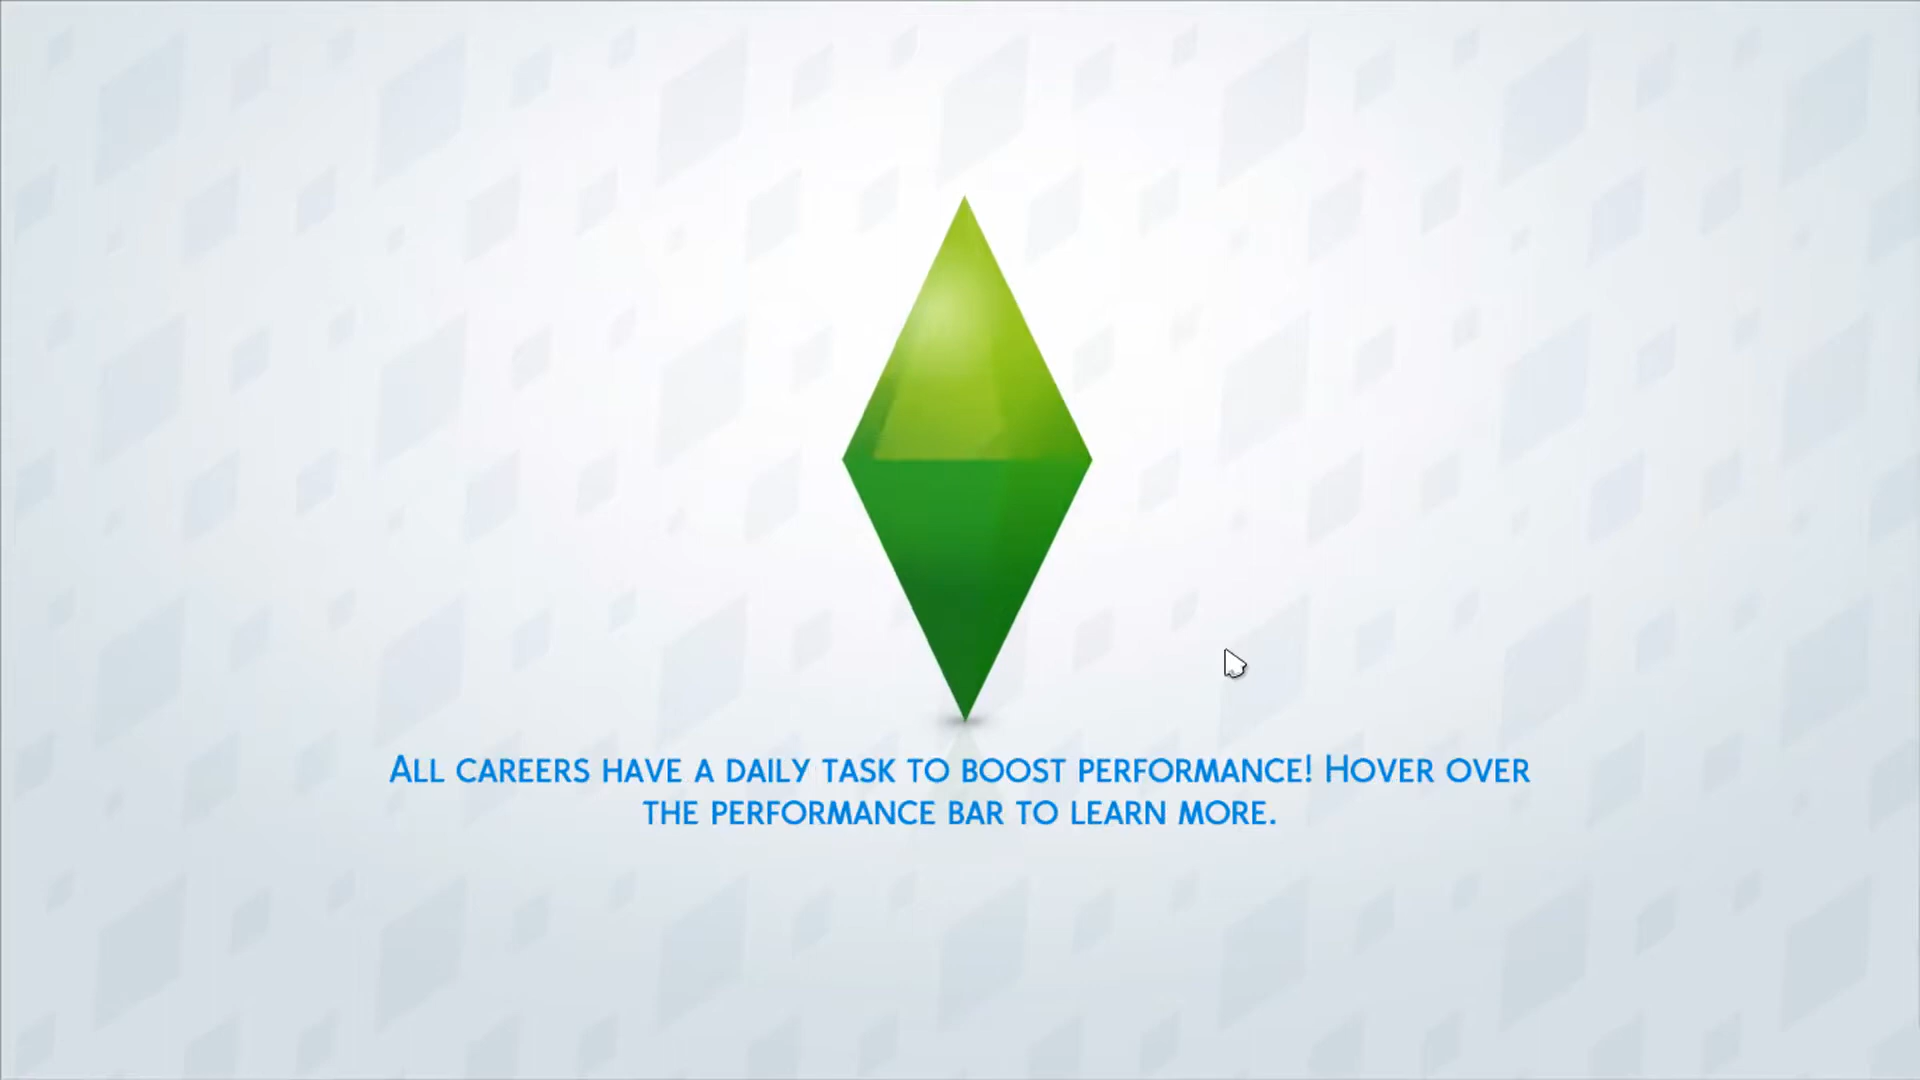 All careers have a daily task to boost performance! Hover over
the performance bar to learn more.